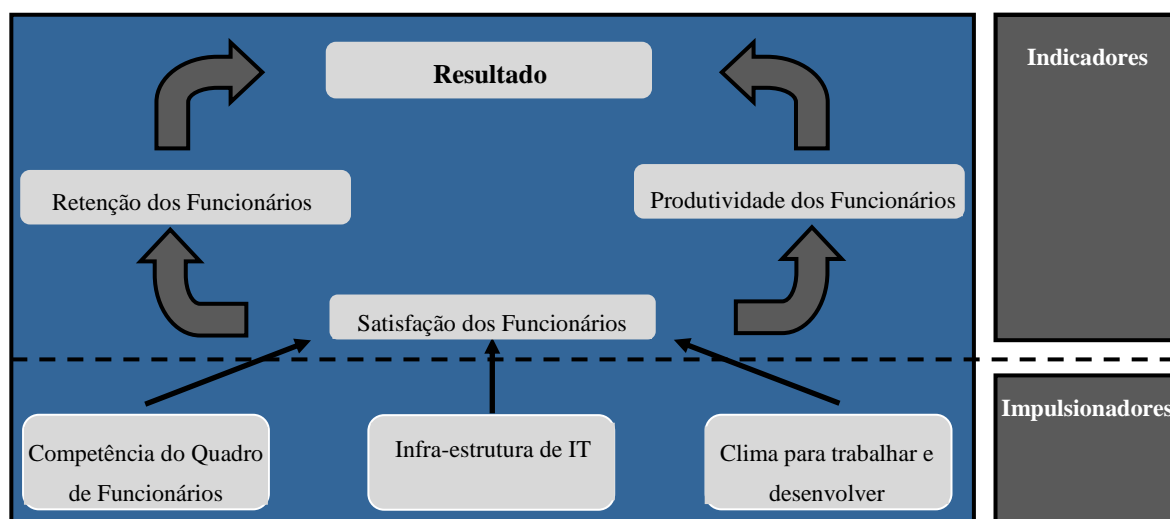 Resultado
Indicadores
Retenção dos Funcionários
Produtividade dos Funcionários
Satisfação dos Funcionários
Impulsionadores
Competência do Quadro
de Funcionários
Infra-estrutura de IT
Clima para trabalhar e
desenvolver